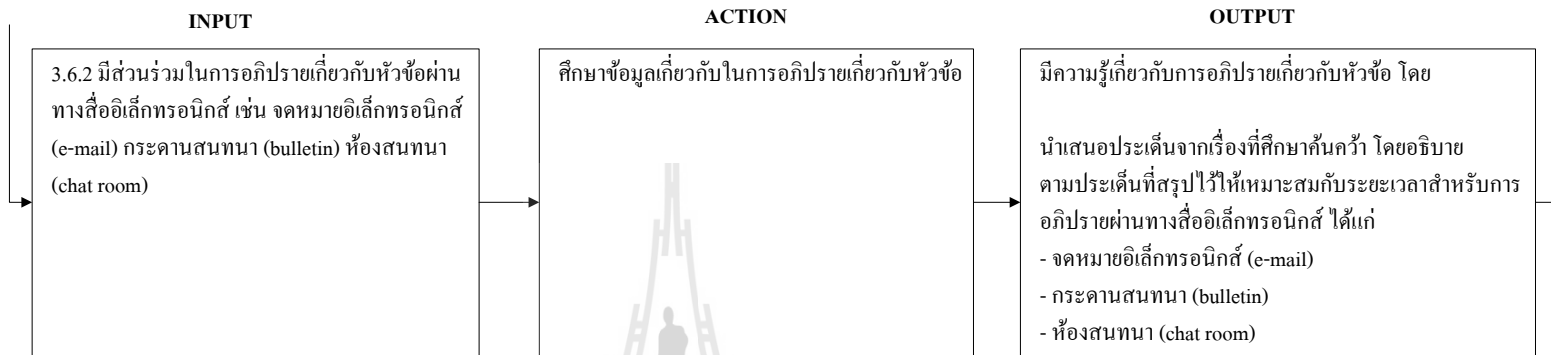 INPUT
ACTION
OUTPUT
3.6.2 มีส่วนร่วมในการอภิปรายเกี่ยวกับหัวข้อผ่าน
ทางสื่ออิเล็กทรอนิกส์ เช่น จดหมายอิเล็กทรอนิกส์
(e-mail) กระดานสนทนา (bulletin) ห้องสนทนา
(chat room)
ศึกษาข้อมูลเกี่ยวกับในการอภิปรายเกี่ยวกับหัวข้อ
มีความรู้เกี่ยวกับการอภิปรายเกี่ยวกับหัวข้อ โดย
นำเสนอประเด็นจากเรื่องที่ศึกษาค้นคว้า โดยอธิบาย
ตามประเด็นที่สรุปไว้ให้เหมาะสมกับระยะเวลาสำหรับการ
อภิปรายผ่านทางสื่ออิเล็กทรอนิกส์ ได้แก่
- จดหมายอิเล็กทรอนิกส์ (e-mail)
- กระดานสนทนา (bulletin)
- ห้องสนทนา (chat room)